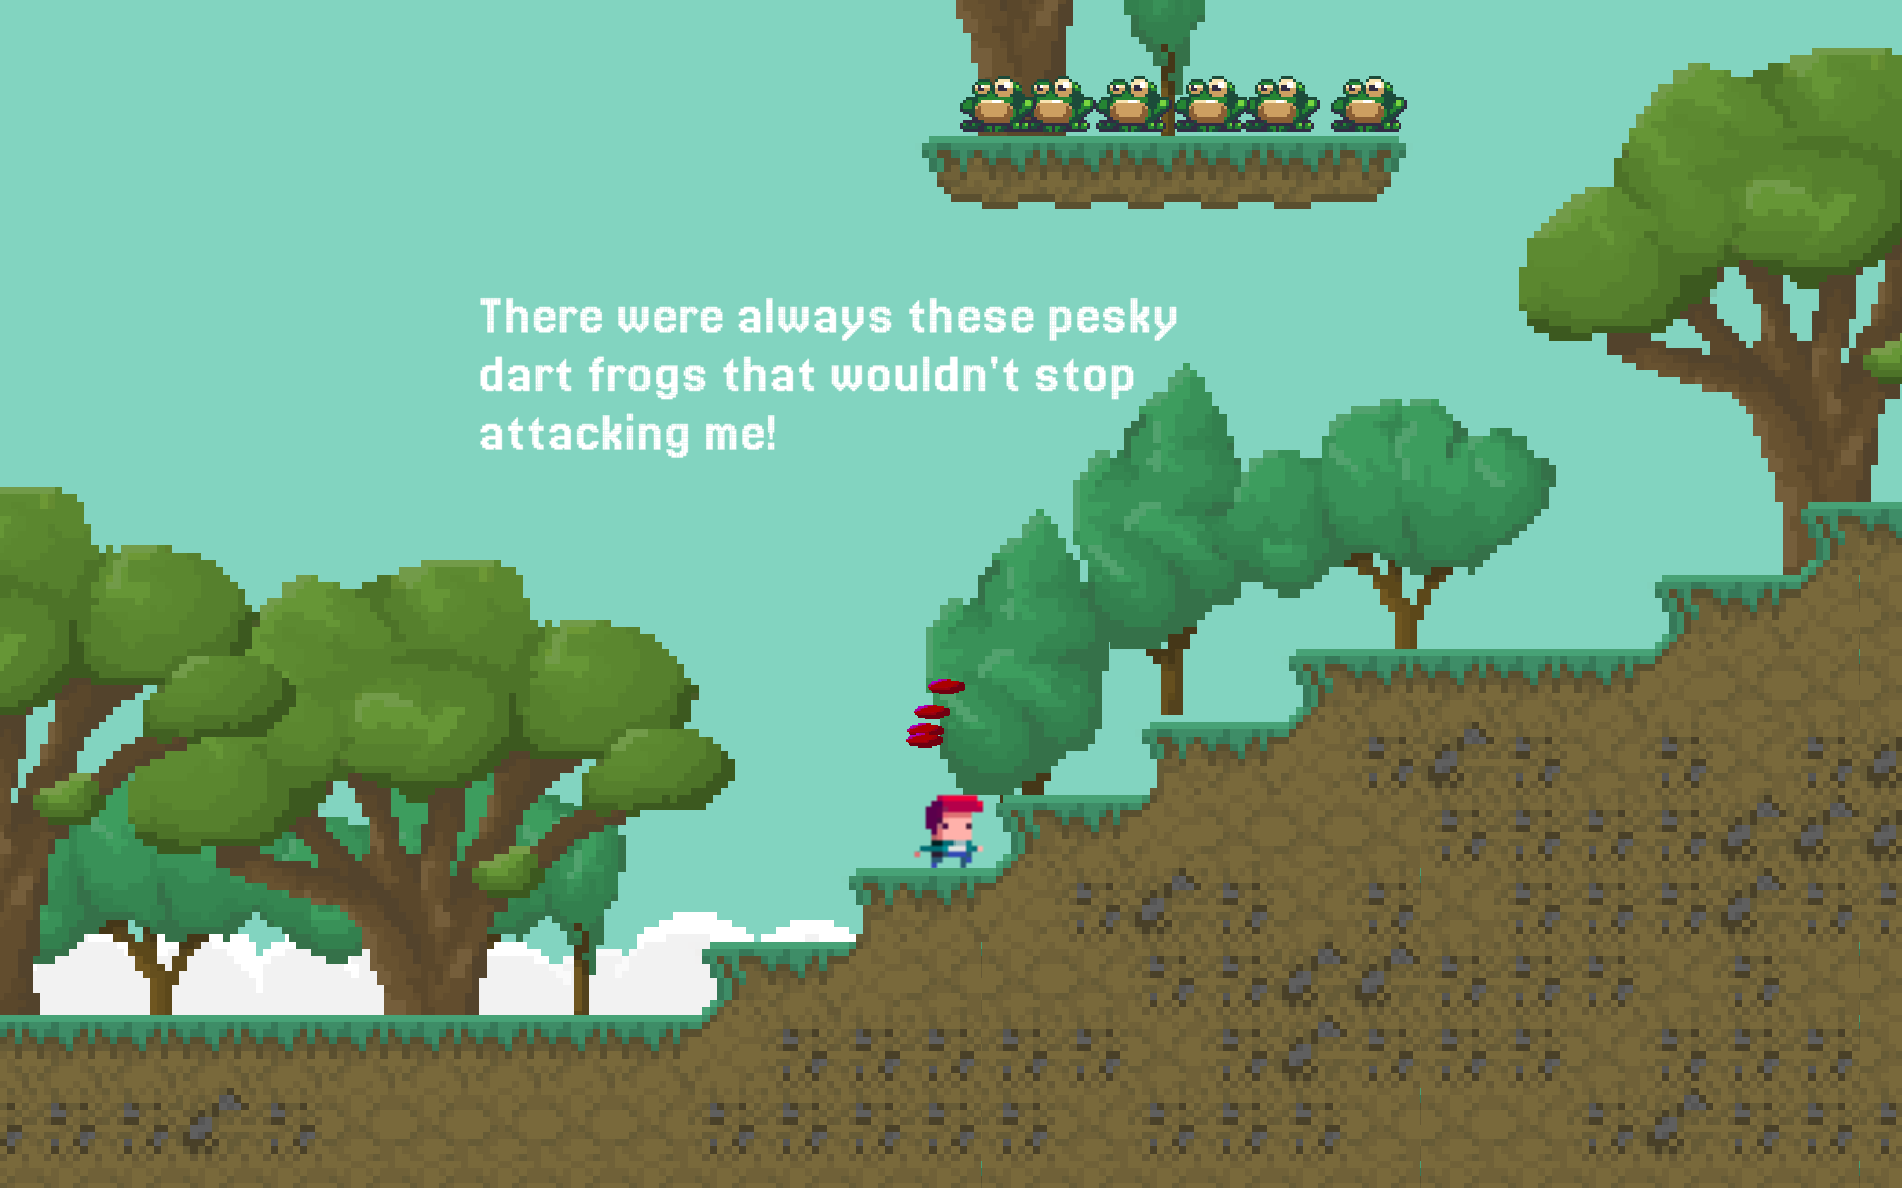 There were always these pesky
dart frogs that wouldn't stop
attacking me!